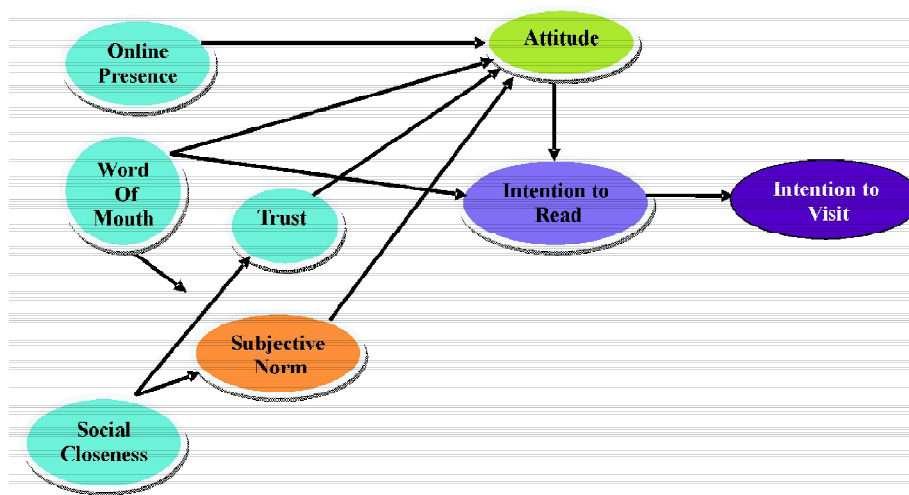 Online
Presence
Attitude
Word
Of
Mouth
Trust
Intention to
Read
Intention to
Visit
Subjective
Norm
Social
Closeness